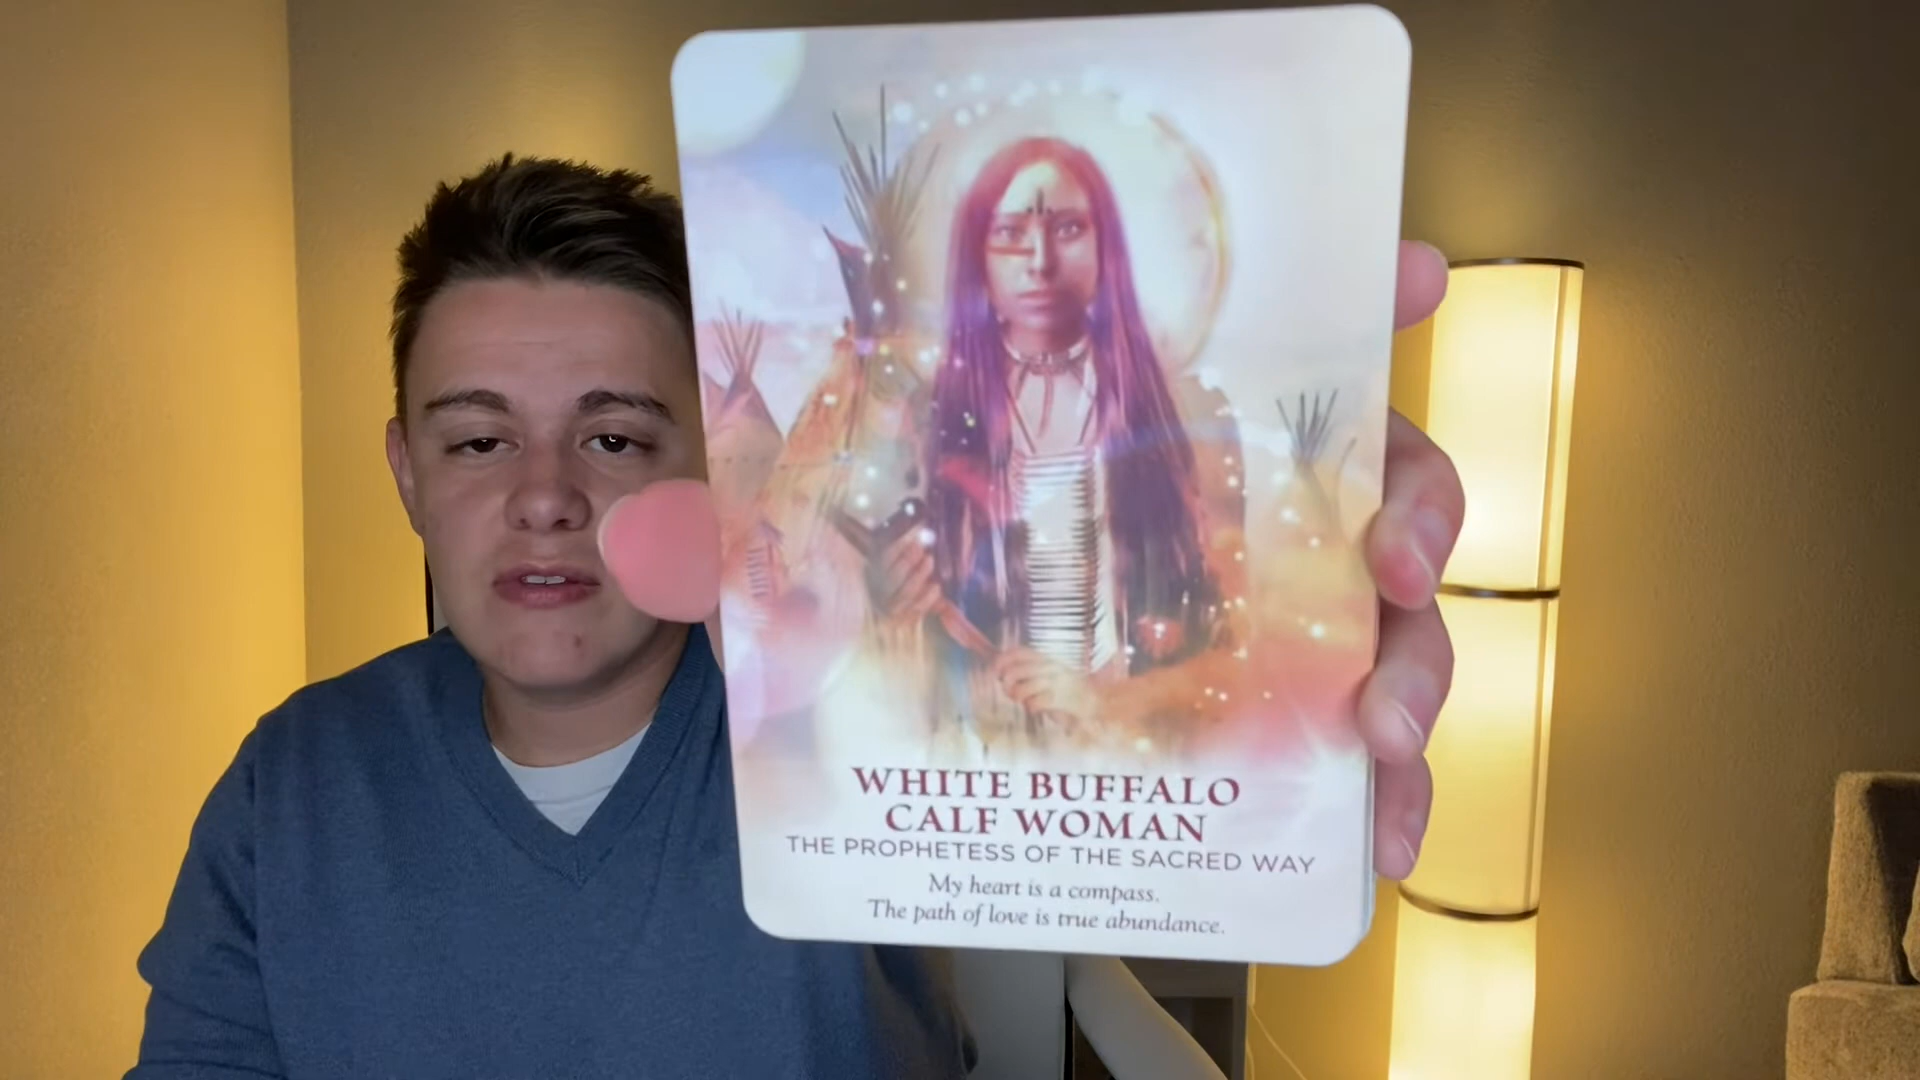 WHITE BUFFALO
CALF WOMAN
THE PROPHETESS OF THE SACRED WAY
My heart is a compass.
The path of love is true abundance.